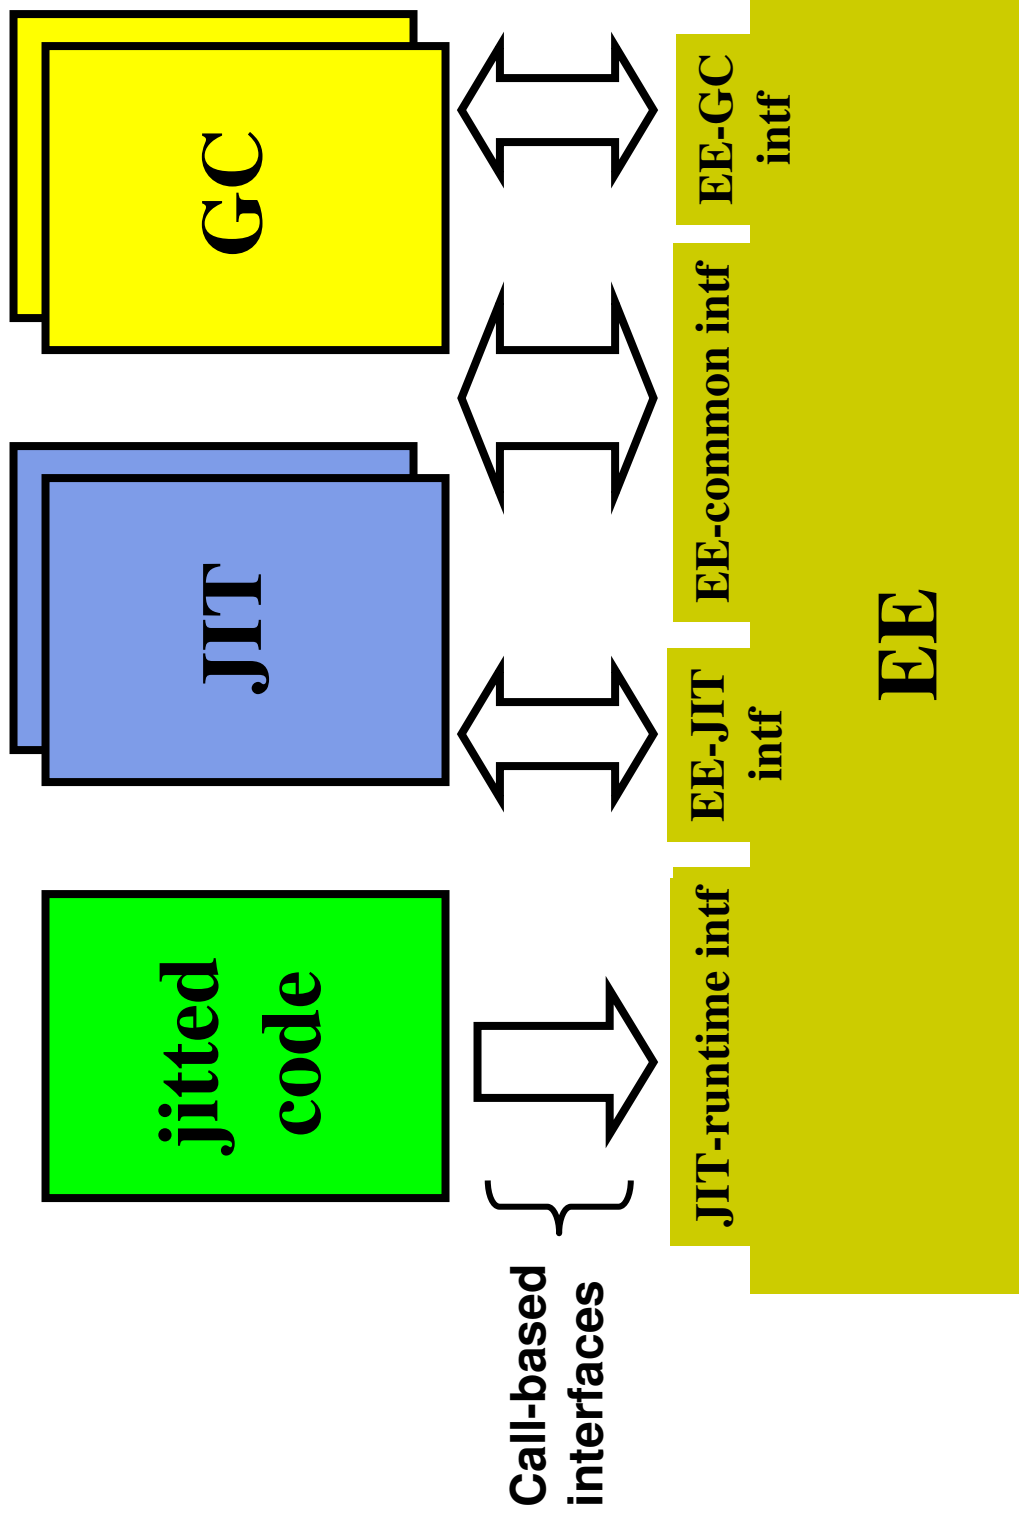 Call-based
interfaces
jitted
code
JIT
GC
JIT-runtime intf
EE-JIT
intf
EE-common intf
EE-GC
intf
EE